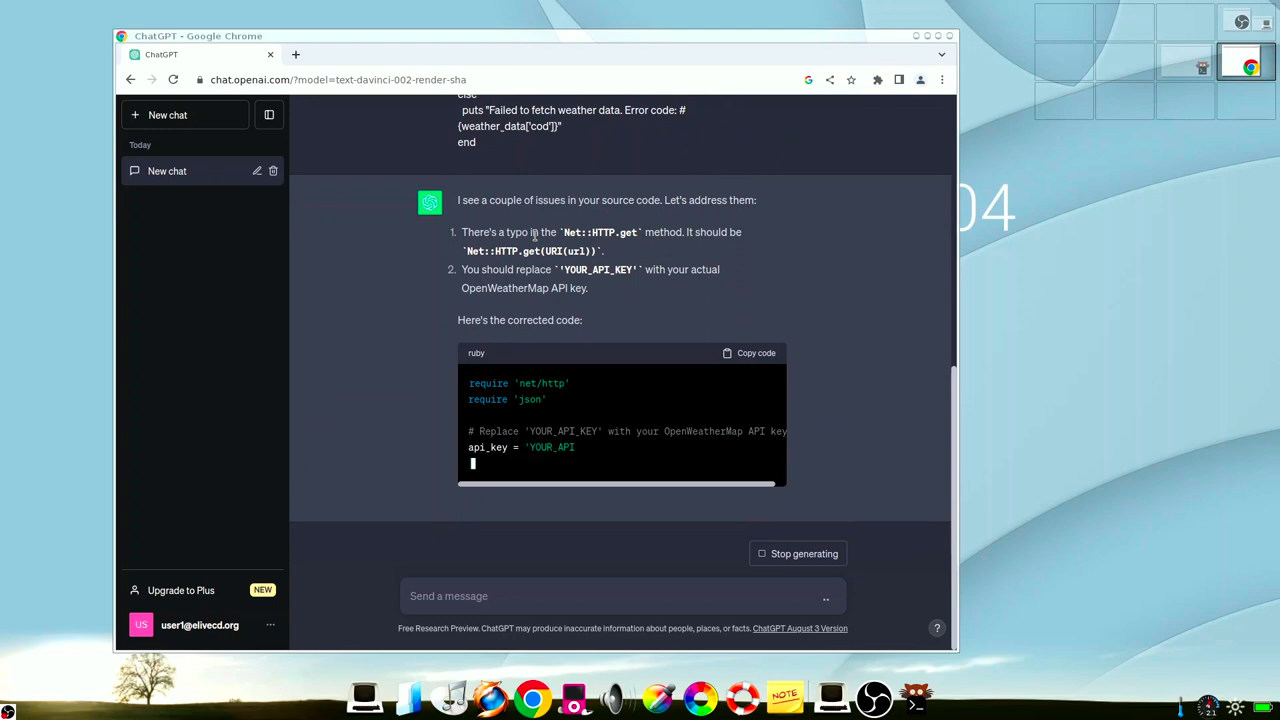 ChatGPT - Google Chrome
ChatGPT
chat.openai.com/?model=text-davinci-002-render-sha
New chat
Today
New chat
puts "Failed to fetch weather data. Error code: #
{weather_data['cod']}"
end
I see a couple of issues in your source code. Let's address them:
1. There's a typo in the `Net::HTTP.get` method. It should be
`Net::HTTP.get(URI(url))`.
2. You should replace `'YOUR_API_KEY'` with your actual
OpenWeatherMap API key.
Here's the corrected code:
ruby
Copy code
require 'net/http'
require 'json'
# Replace 'YOUR_API_KEY' with your OpenWeatherMap API key
api_key = 'YOUR_API
Stop generating
Send a message
Free Research Preview. ChatGPT may produce inaccurate information about people, places, or facts. ChatGPT August 3 Version
?
Upgrade to Plus
NEW
US
user1@elivecd.org
04
NOTE
2.1